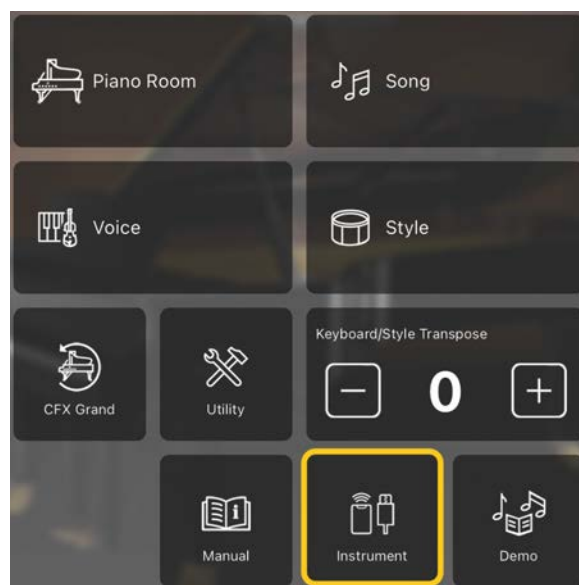 Piano Room
Song
Voice
Style
CFX Grand
Utility
Keyboard/Style Transpose
0
Manual
Instrument
Demo